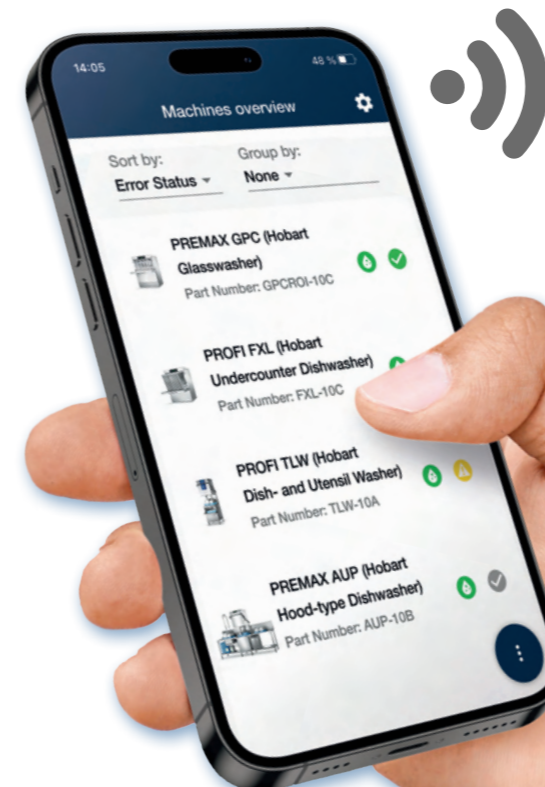 14:05
48 %
Machines overview
Sort by:
Group by:
Error Status
None
PREMAX GPC (Hobart
Glasswasher)
Part Number: GPCROI-10C
PROFI FXL (Hobart
Undercounter Dishwasher)
Part Number: FXL-10C
PROFI TLW (Hobart
Dish- and Utensil Washer)
Part Number: TLW-10A
PREMAX AUP (Hobart
Hood-type Dishwasher)
Part Number: AUP-10B